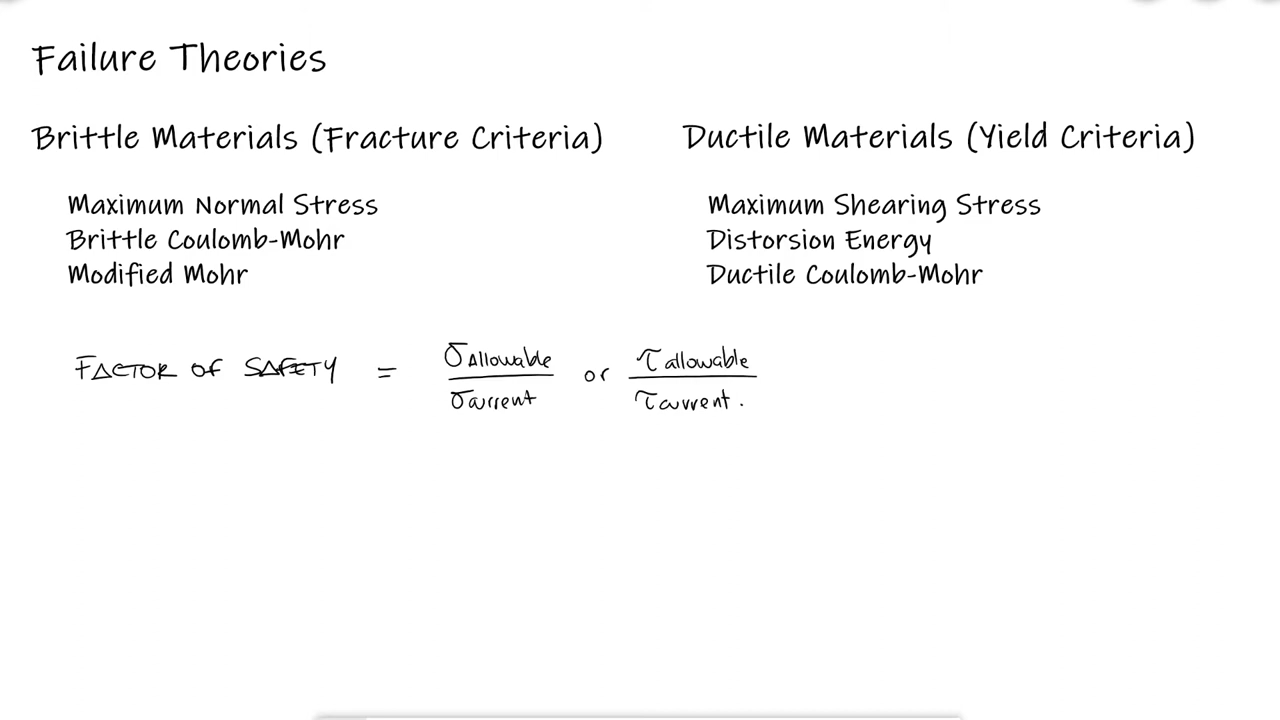 Failure Theories
Brittle Materials (Fracture Criteria)
Maximum Normal Stress
Brittle Coulomb-Mohr
Modified Mohr
Ductile Materials (Yield Criteria)
Maximum Shearing Stress
Distorsion Energy
Ductile Coulomb-Mohr
FACTOR OF SAFETY = σallowable / σcurrent or τallowable / τcurrent.